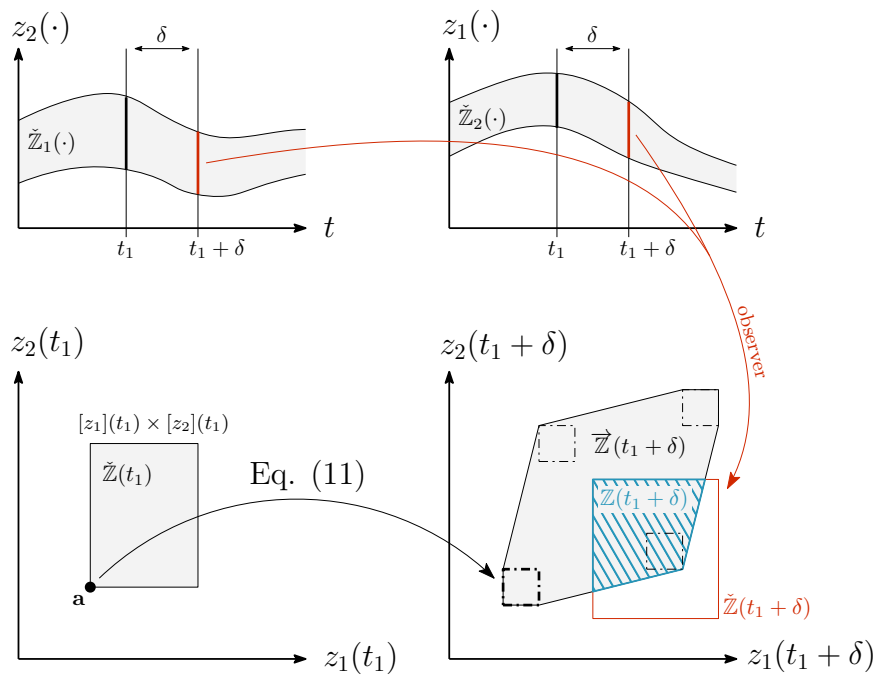 z₂(·)
δ
Ž₁(·)
t₁
t₁ + δ
t
z₁(·)
δ
Ž₂(·)
t₁
t₁ + δ
t
observer
z₂(t₁)
[z₁](t₁) × [z₂](t₁)
Ž(t₁)
a
z₁(t₁)
Eq. (11)
z₂(t₁ + δ)
ℤ⃗(t₁ + δ)
ℤ(t₁ + δ)
Ž(t₁ + δ)
z₁(t₁ + δ)